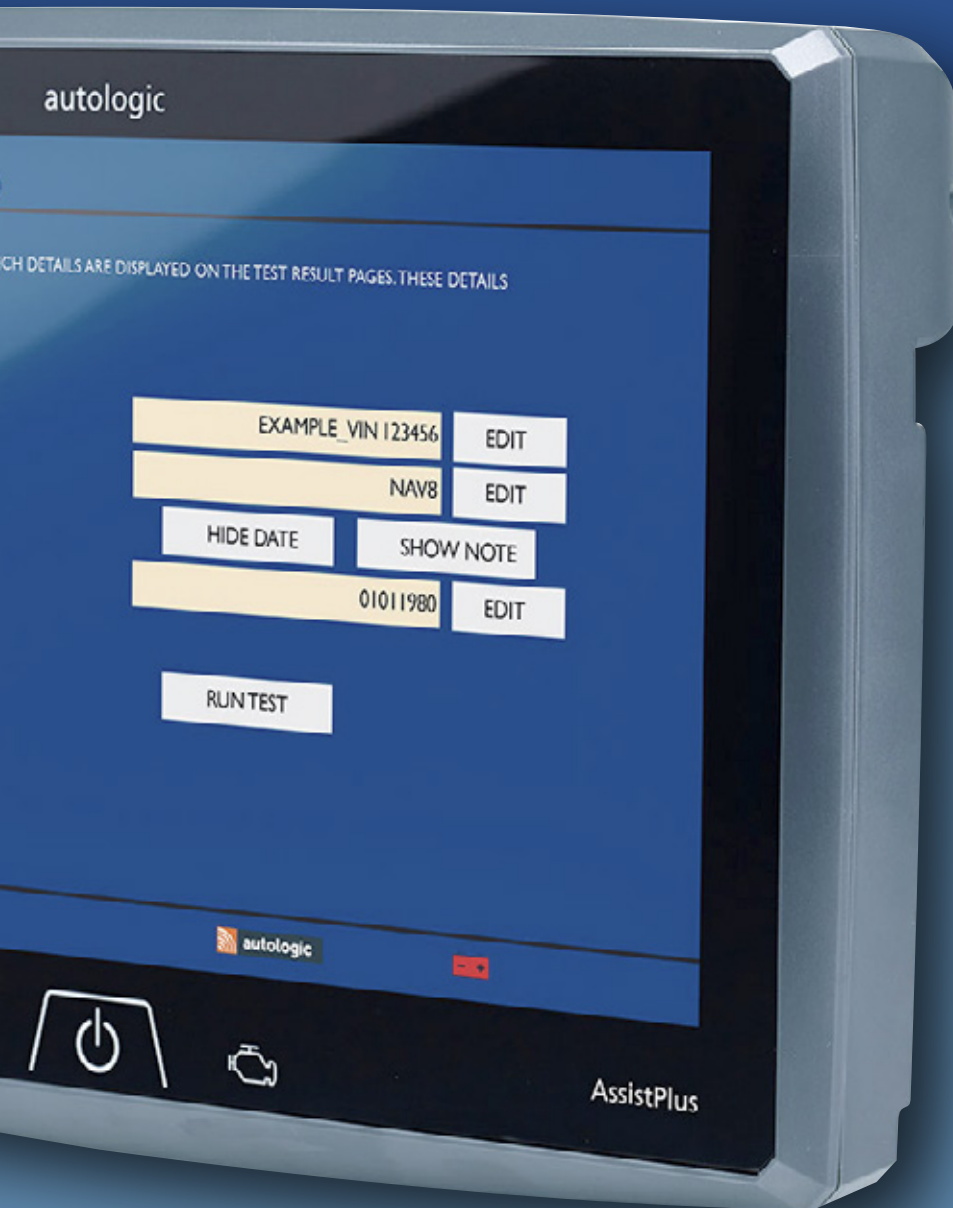 autologic
DETAILS ARE DISPLAYED ON THE TEST RESULT PAGES. THESE DETAILS
EXAMPLE_VIN 123456 EDIT
NAV8 EDIT
HIDE DATE SHOW NOTE
01011980 EDIT
RUN TEST
autologic
- +
AssistPlus